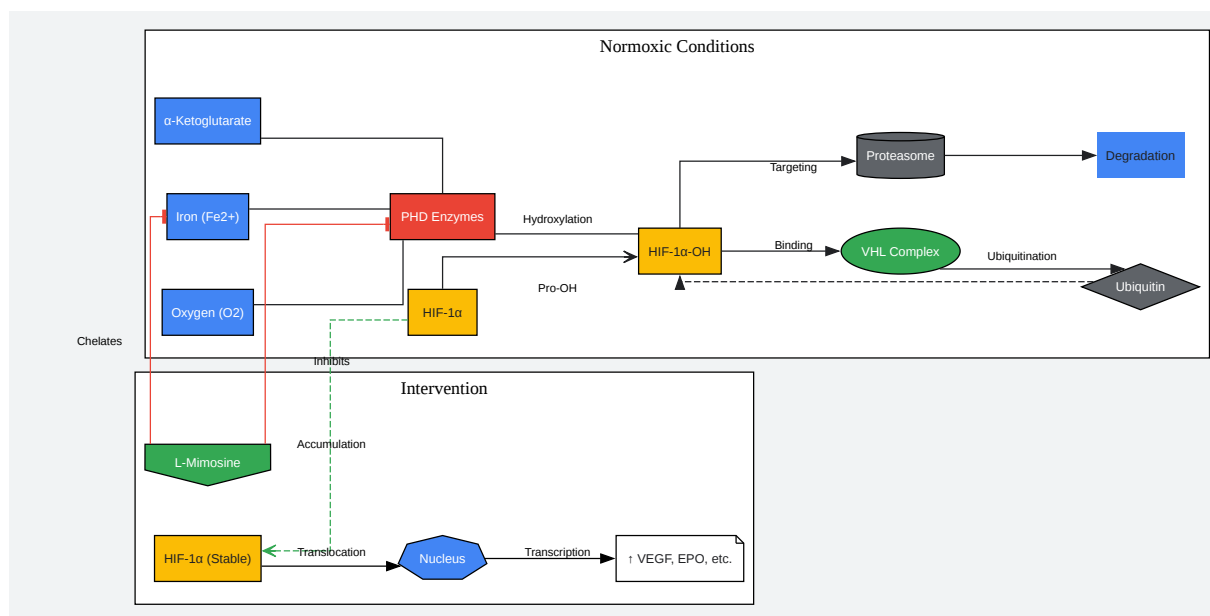 Normoxic Conditions
α-Ketoglutarate
Proteasome
Degradation
Targeting
Iron (Fe2+)
PHD Enzymes
Hydroxylation
HIF-1α-OH
Binding
VHL Complex
Ubiquitination
Ubiquitin
Pro-OH
Oxygen (O2)
HIF-1α
Chelates
Inhibits
Intervention
Accumulation
L-Mimosine
HIF-1α (Stable)
Translocation
Nucleus
Transcription
↑ VEGF, EPO, etc.